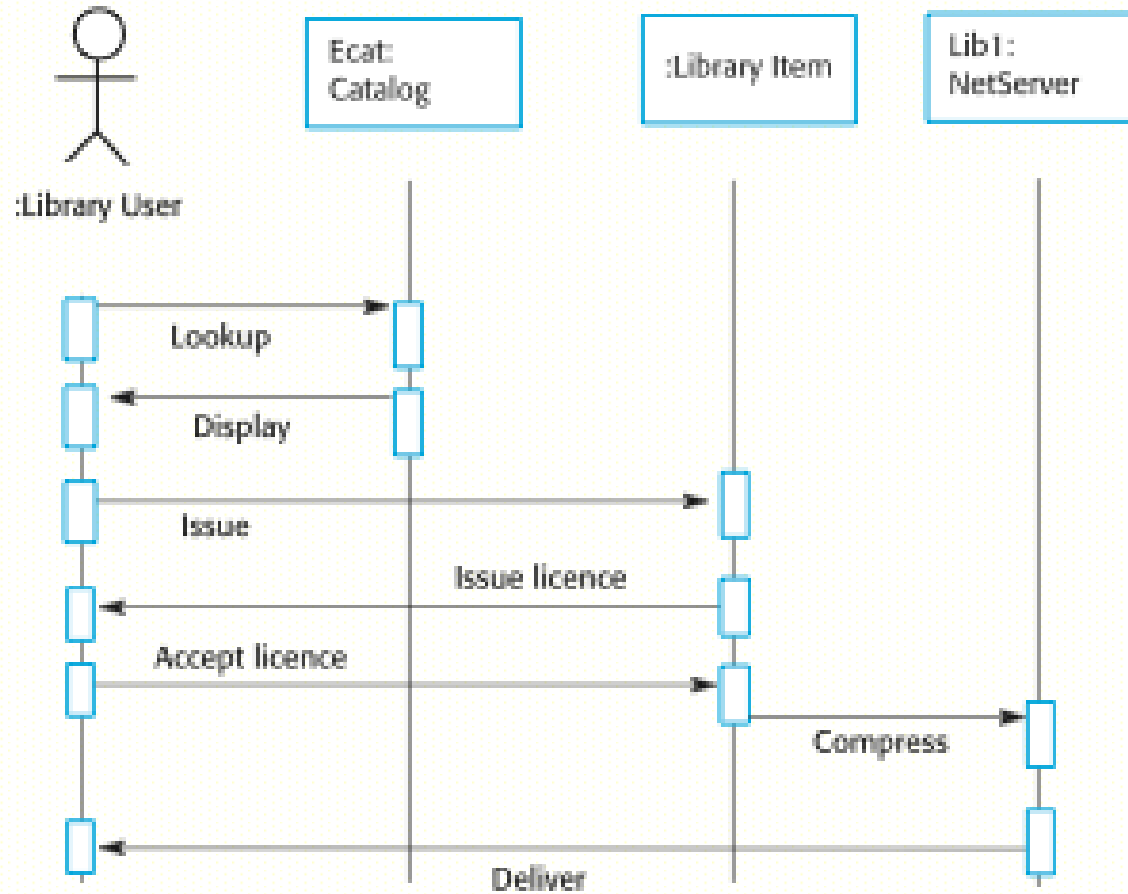 Ecat:
Catalog
:Library Item
Lib1:
NetServer
:Library User
Lookup
Display
Issue
Issue licence
Accept licence
Compress
Deliver